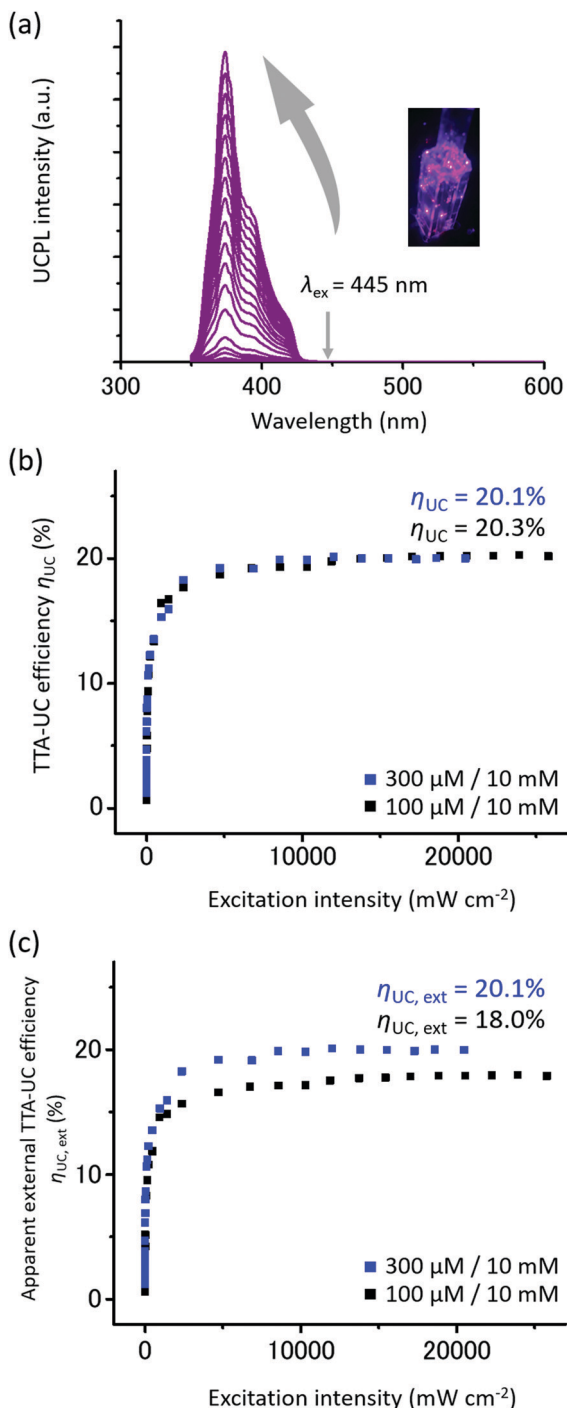 (a)
UCPL intensity (a.u.)
λex = 445 nm
300 400 500 600
Wavelength (nm)
(b)
TTA-UC efficiency ηUC (%)
20
10
0
ηUC = 20.1%
ηUC = 20.3%
300 μM / 10 mM
100 μM / 10 mM
0 10000 20000
Excitation intensity (mW cm-2)
(c)
Apparent external TTA-UC efficiency
ηUC, ext (%)
20
10
0
ηUC, ext = 20.1%
ηUC, ext = 18.0%
300 μM / 10 mM
100 μM / 10 mM
0 10000 20000
Excitation intensity (mW cm-2)